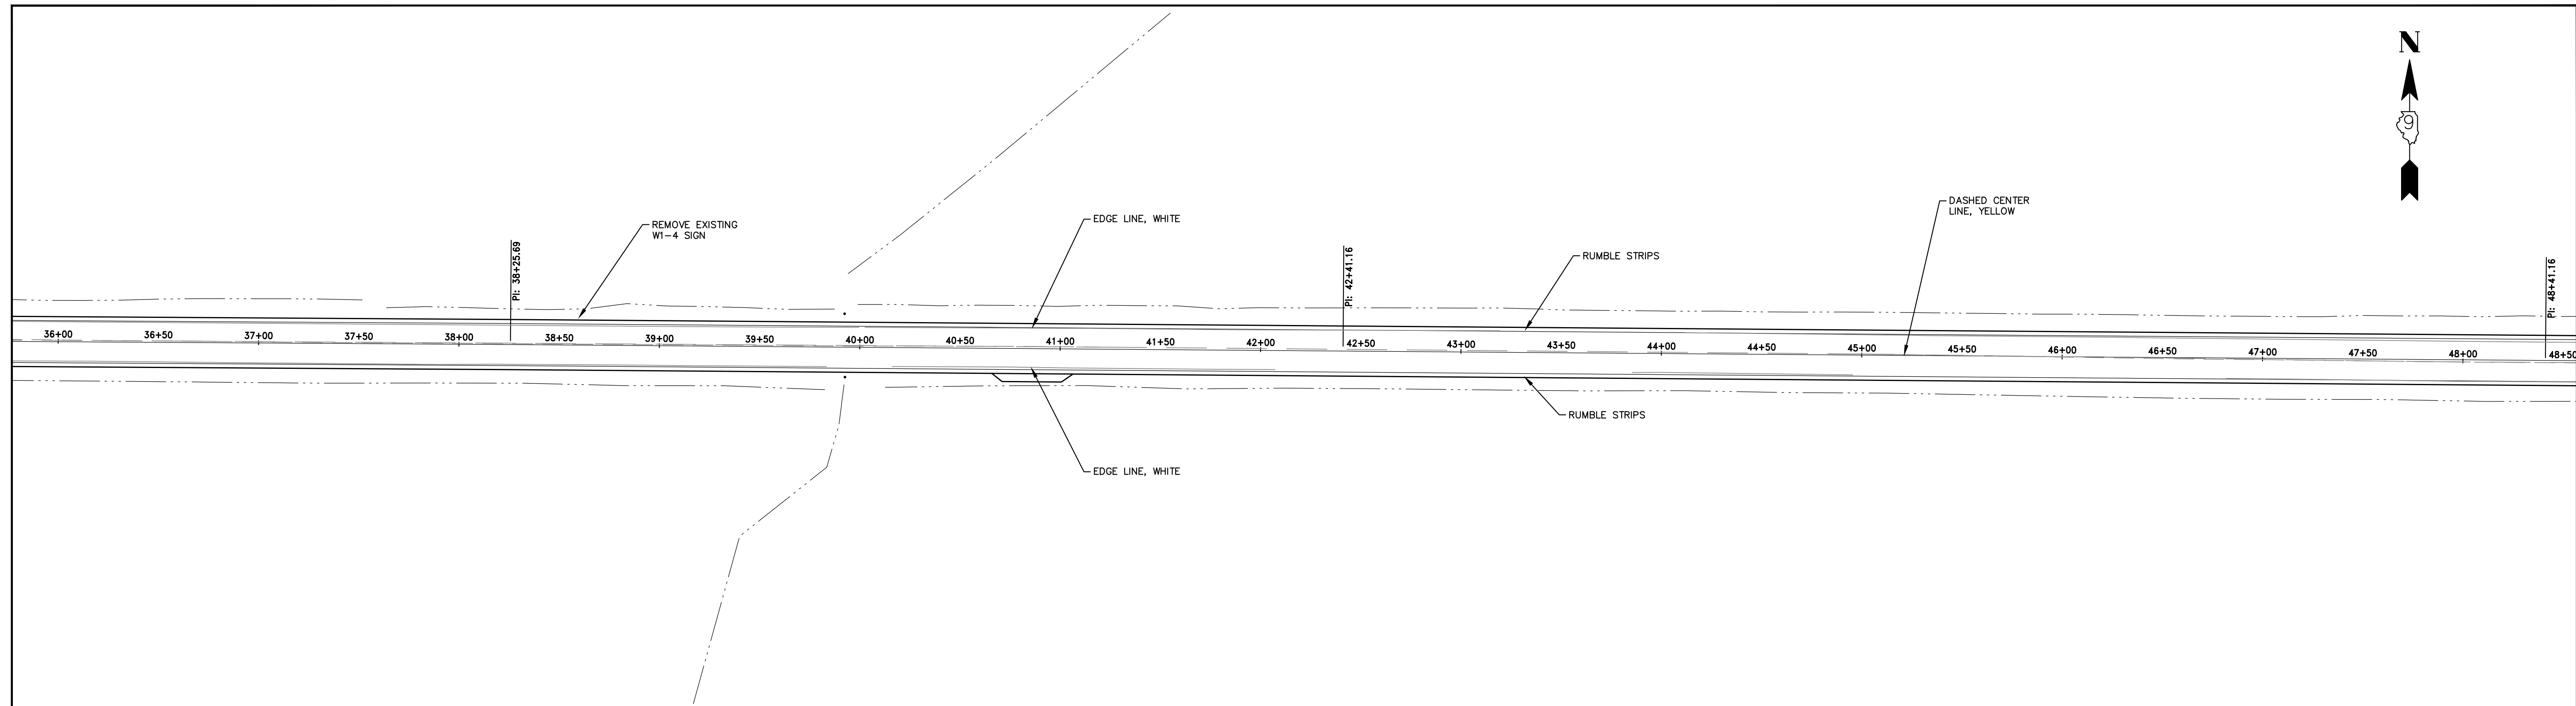 N
9
DASHED CENTER
LINE, YELLOW
EDGE LINE, WHITE
REMOVE EXISTING
W1-4 SIGN
RUMBLE STRIPS
PI: 38+25.69
PI: 42+41.16
PI: 48+41.16
36+00 36+50 37+00 37+50 38+00 38+50 39+00 39+50 40+00 40+50 41+00 41+50 42+00 42+50 43+00 43+50 44+00 44+50 45+00 45+50 46+00 46+50 47+00 47+50 48+00 48+50
RUMBLE STRIPS
EDGE LINE, WHITE